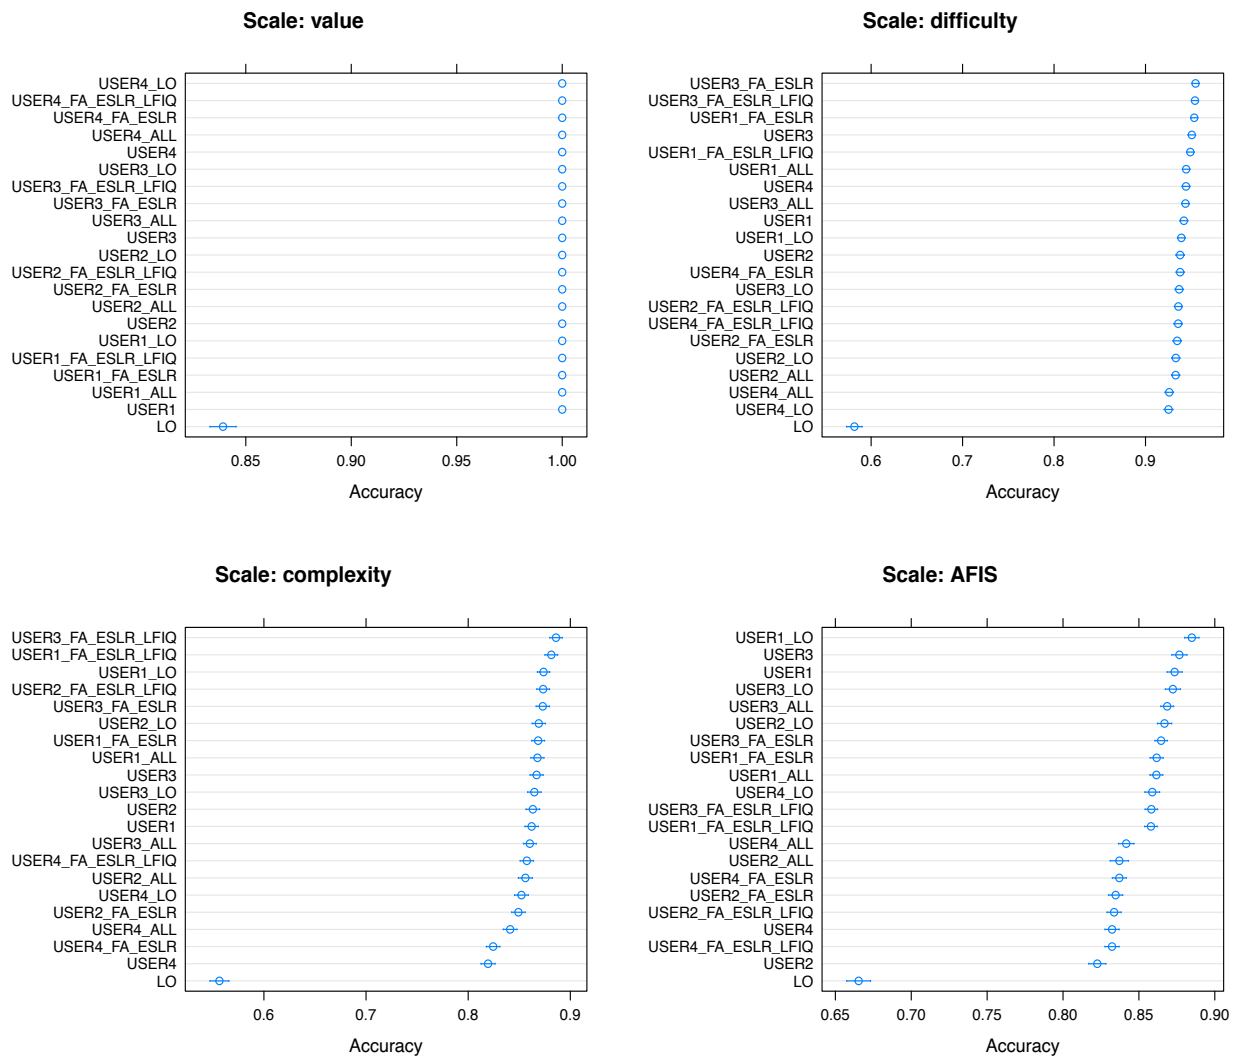 Scale: value
USER4_LO
USER4_FA_ESLR_LFIQ
USER4_FA_ESLR
USER4_ALL
USER4
USER3_LO
USER3_FA_ESLR_LFIQ
USER3_FA_ESLR
USER3_ALL
USER3
USER2_LO
USER2_FA_ESLR_LFIQ
USER2_FA_ESLR
USER2_ALL
USER2
USER1_LO
USER1_FA_ESLR_LFIQ
USER1_FA_ESLR
USER1_ALL
USER1
LO
0.85 0.90 0.95 1.00
Accuracy
Scale: difficulty
USER3_FA_ESLR
USER3_FA_ESLR_LFIQ
USER1_FA_ESLR
USER3
USER1_FA_ESLR_LFIQ
USER1_ALL
USER4
USER3_ALL
USER1
USER1_LO
USER2
USER4_FA_ESLR
USER3_LO
USER2_FA_ESLR_LFIQ
USER4_FA_ESLR_LFIQ
USER2_FA_ESLR
USER2_LO
USER2_ALL
USER4_ALL
USER4_LO
LO
0.6 0.7 0.8 0.9
Accuracy
Scale: complexity
USER3_FA_ESLR_LFIQ
USER1_FA_ESLR_LFIQ
USER1_LO
USER2_FA_ESLR_LFIQ
USER3_FA_ESLR
USER2_LO
USER1_FA_ESLR
USER1_ALL
USER3
USER3_LO
USER2
USER1
USER3_ALL
USER4_FA_ESLR_LFIQ
USER2_ALL
USER4_LO
USER2_FA_ESLR
USER4_ALL
USER4_FA_ESLR
USER4
LO
0.6 0.7 0.8 0.9
Accuracy
Scale: AFIS
USER1_LO
USER3
USER1
USER3_LO
USER3_ALL
USER2_LO
USER3_FA_ESLR
USER1_FA_ESLR
USER1_ALL
USER4_LO
USER3_FA_ESLR_LFIQ
USER1_FA_ESLR_LFIQ
USER4_ALL
USER2_ALL
USER4_FA_ESLR
USER2_FA_ESLR
USER2_FA_ESLR_LFIQ
USER4
USER4_FA_ESLR_LFIQ
USER2
LO
0.65 0.70 0.75 0.80 0.85 0.90
Accuracy